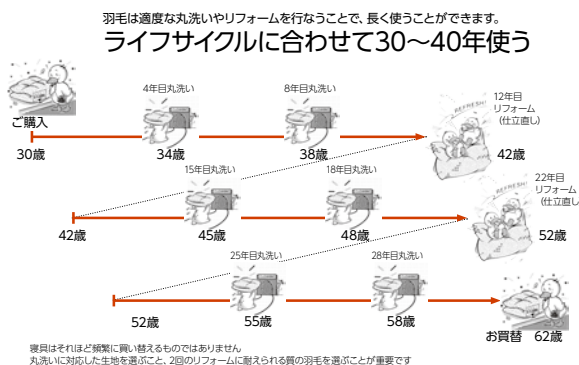 羽毛は適度な丸洗いやリフォームを行なうことで、長く使うことができます。
ライフサイクルに合わせて30〜40年使う
ご購入
30歳
4年目丸洗い
34歳
8年目丸洗い
38歳
12年目
リフォーム
(仕立直し)
REFRESH!
42歳
42歳
15年目丸洗い
45歳
18年目丸洗い
48歳
22年目
リフォーム
(仕立直し
REFRESH!
52歳
52歳
25年目丸洗い
55歳
28年目丸洗い
58歳
お買替 62歳
寝具はそれほど頻繁に買い替えるものではありません
丸洗いに対応した生地を選ぶこと、2回のリフォームに耐えられる質の羽毛を選ぶことが重要です